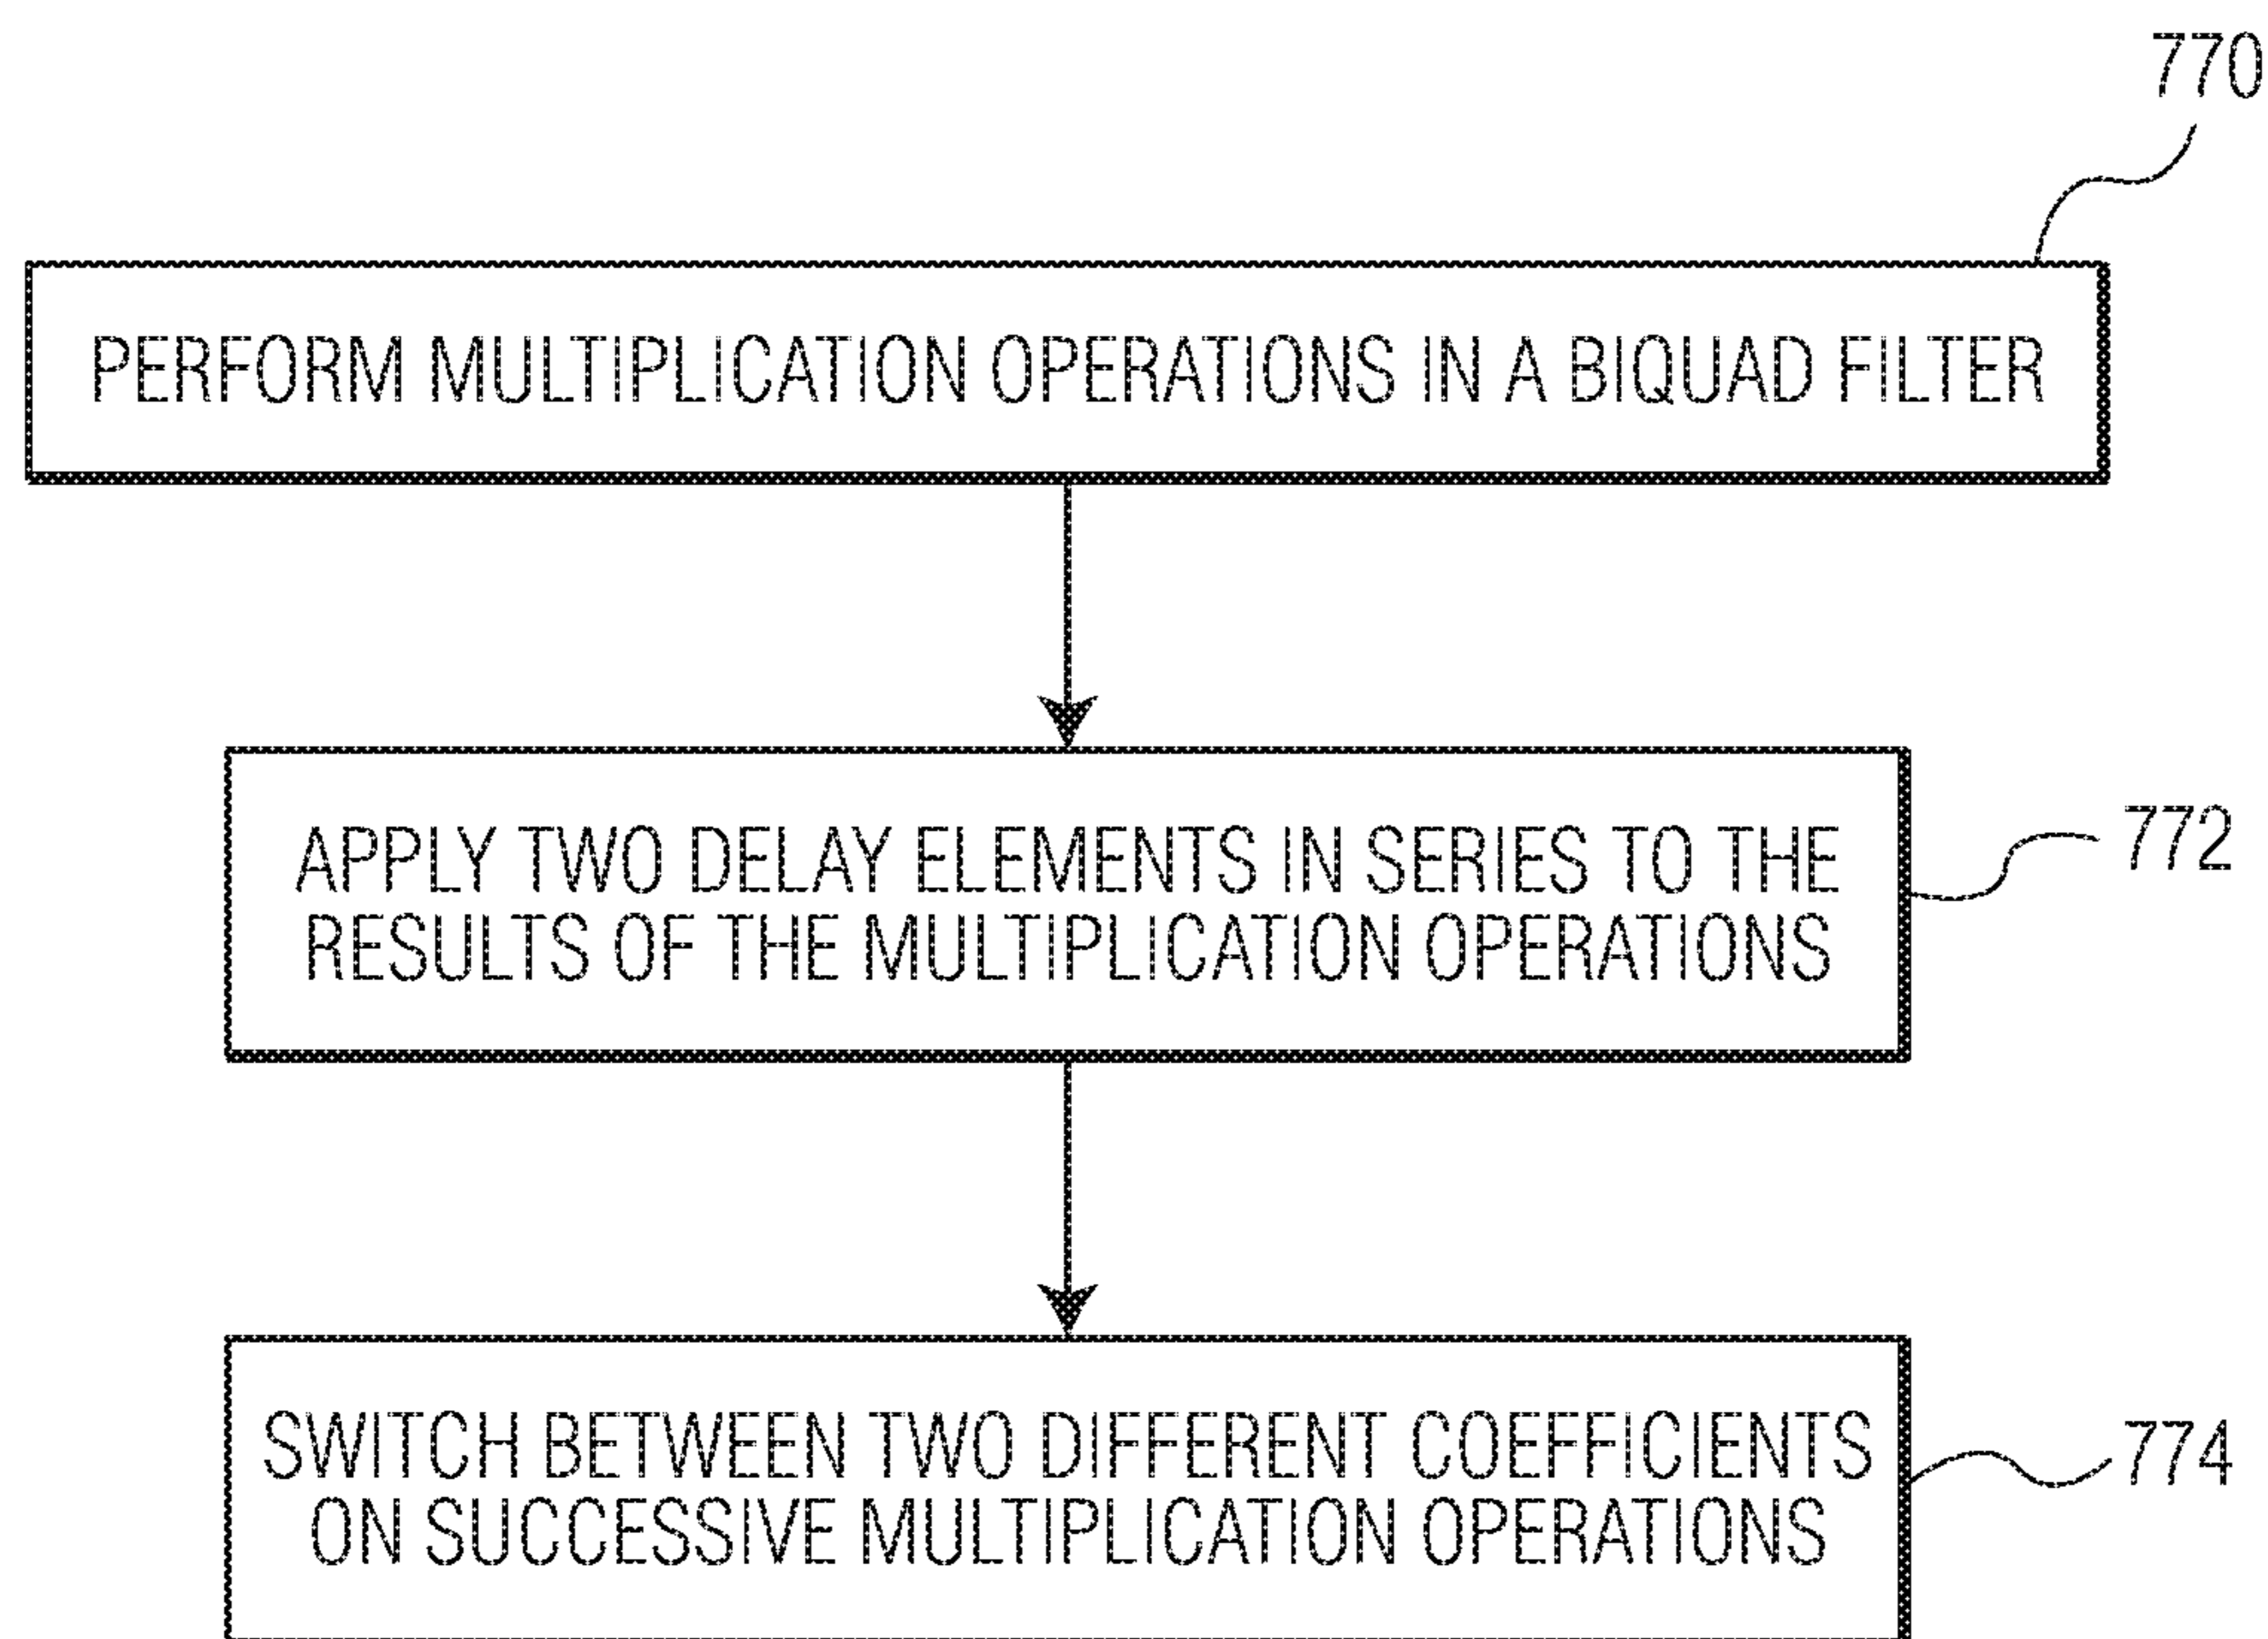 770
PERFORM MULTIPLICATION OPERATIONS IN A BIQUAD FILTER
APPLY TWO DELAY ELEMENTS IN SERIES TO THE
RESULTS OF THE MULTIPLICATION OPERATIONS
772
SWITCH BETWEEN TWO DIFFERENT COEFFICIENTS
ON SUCCESSIVE MULTIPLICATION OPERATIONS
774